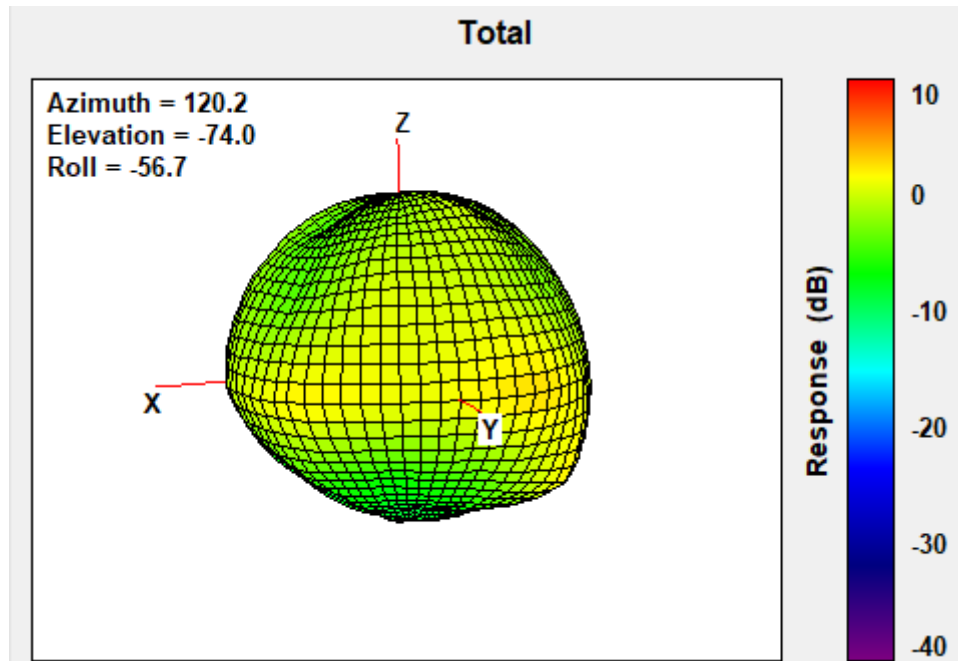 Total
Azimuth = 120.2
Elevation = -74.0
Roll = -56.7
Z
X
Y
10
0
-10
-20
-30
-40
Response (dB)